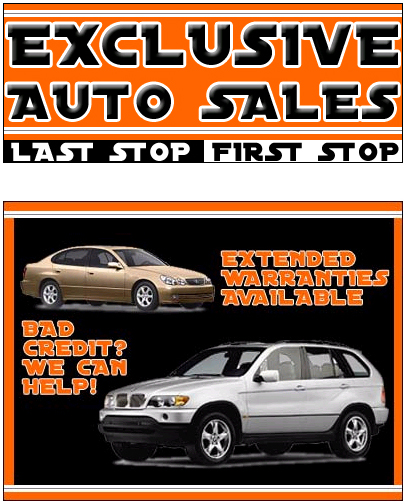 EXCLUSIVE
AUTO SALES
LAST STOP FIRST STOP
EXTENDED
WARRANTIES
AVAILABLE
BAD
CREDIT?
WE CAN
HELP!